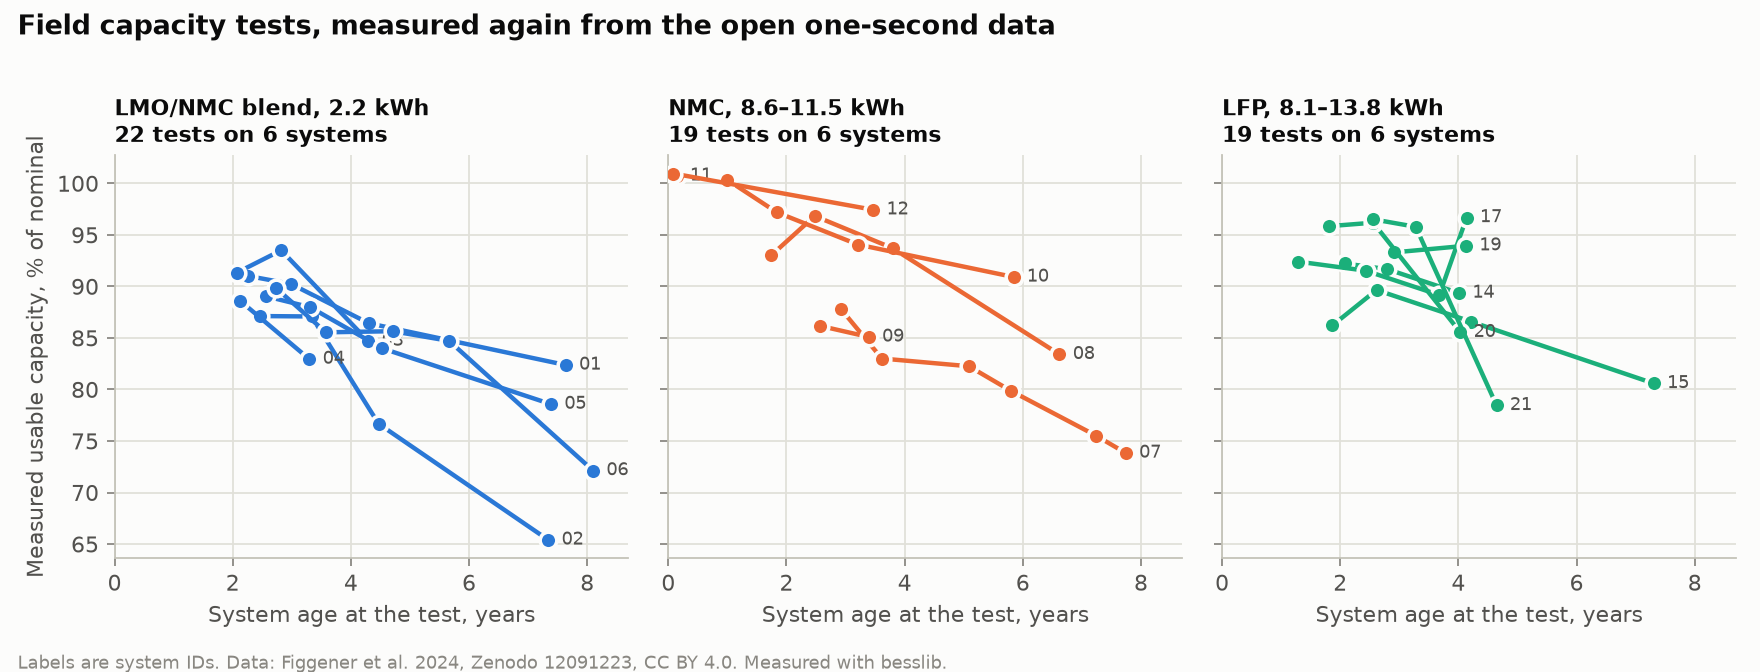 Field capacity tests, measured again from the open one-second data
LMO/NMC blend, 2.2 kWh
22 tests on 6 systems
NMC, 8.6–11.5 kWh
19 tests on 6 systems
LFP, 8.1–13.8 kWh
19 tests on 6 systems
Measured usable capacity, % of nominal
100
95
90
85
80
75
70
65
04
01
05
06
02
11
12
10
08
09
07
17
19
14
20
15
21
0 2 4 6 8
0 2 4 6 8
0 2 4 6 8
System age at the test, years
System age at the test, years
System age at the test, years
Labels are system IDs. Data: Figgener et al. 2024, Zenodo 12091223, CC BY 4.0. Measured with besslib.